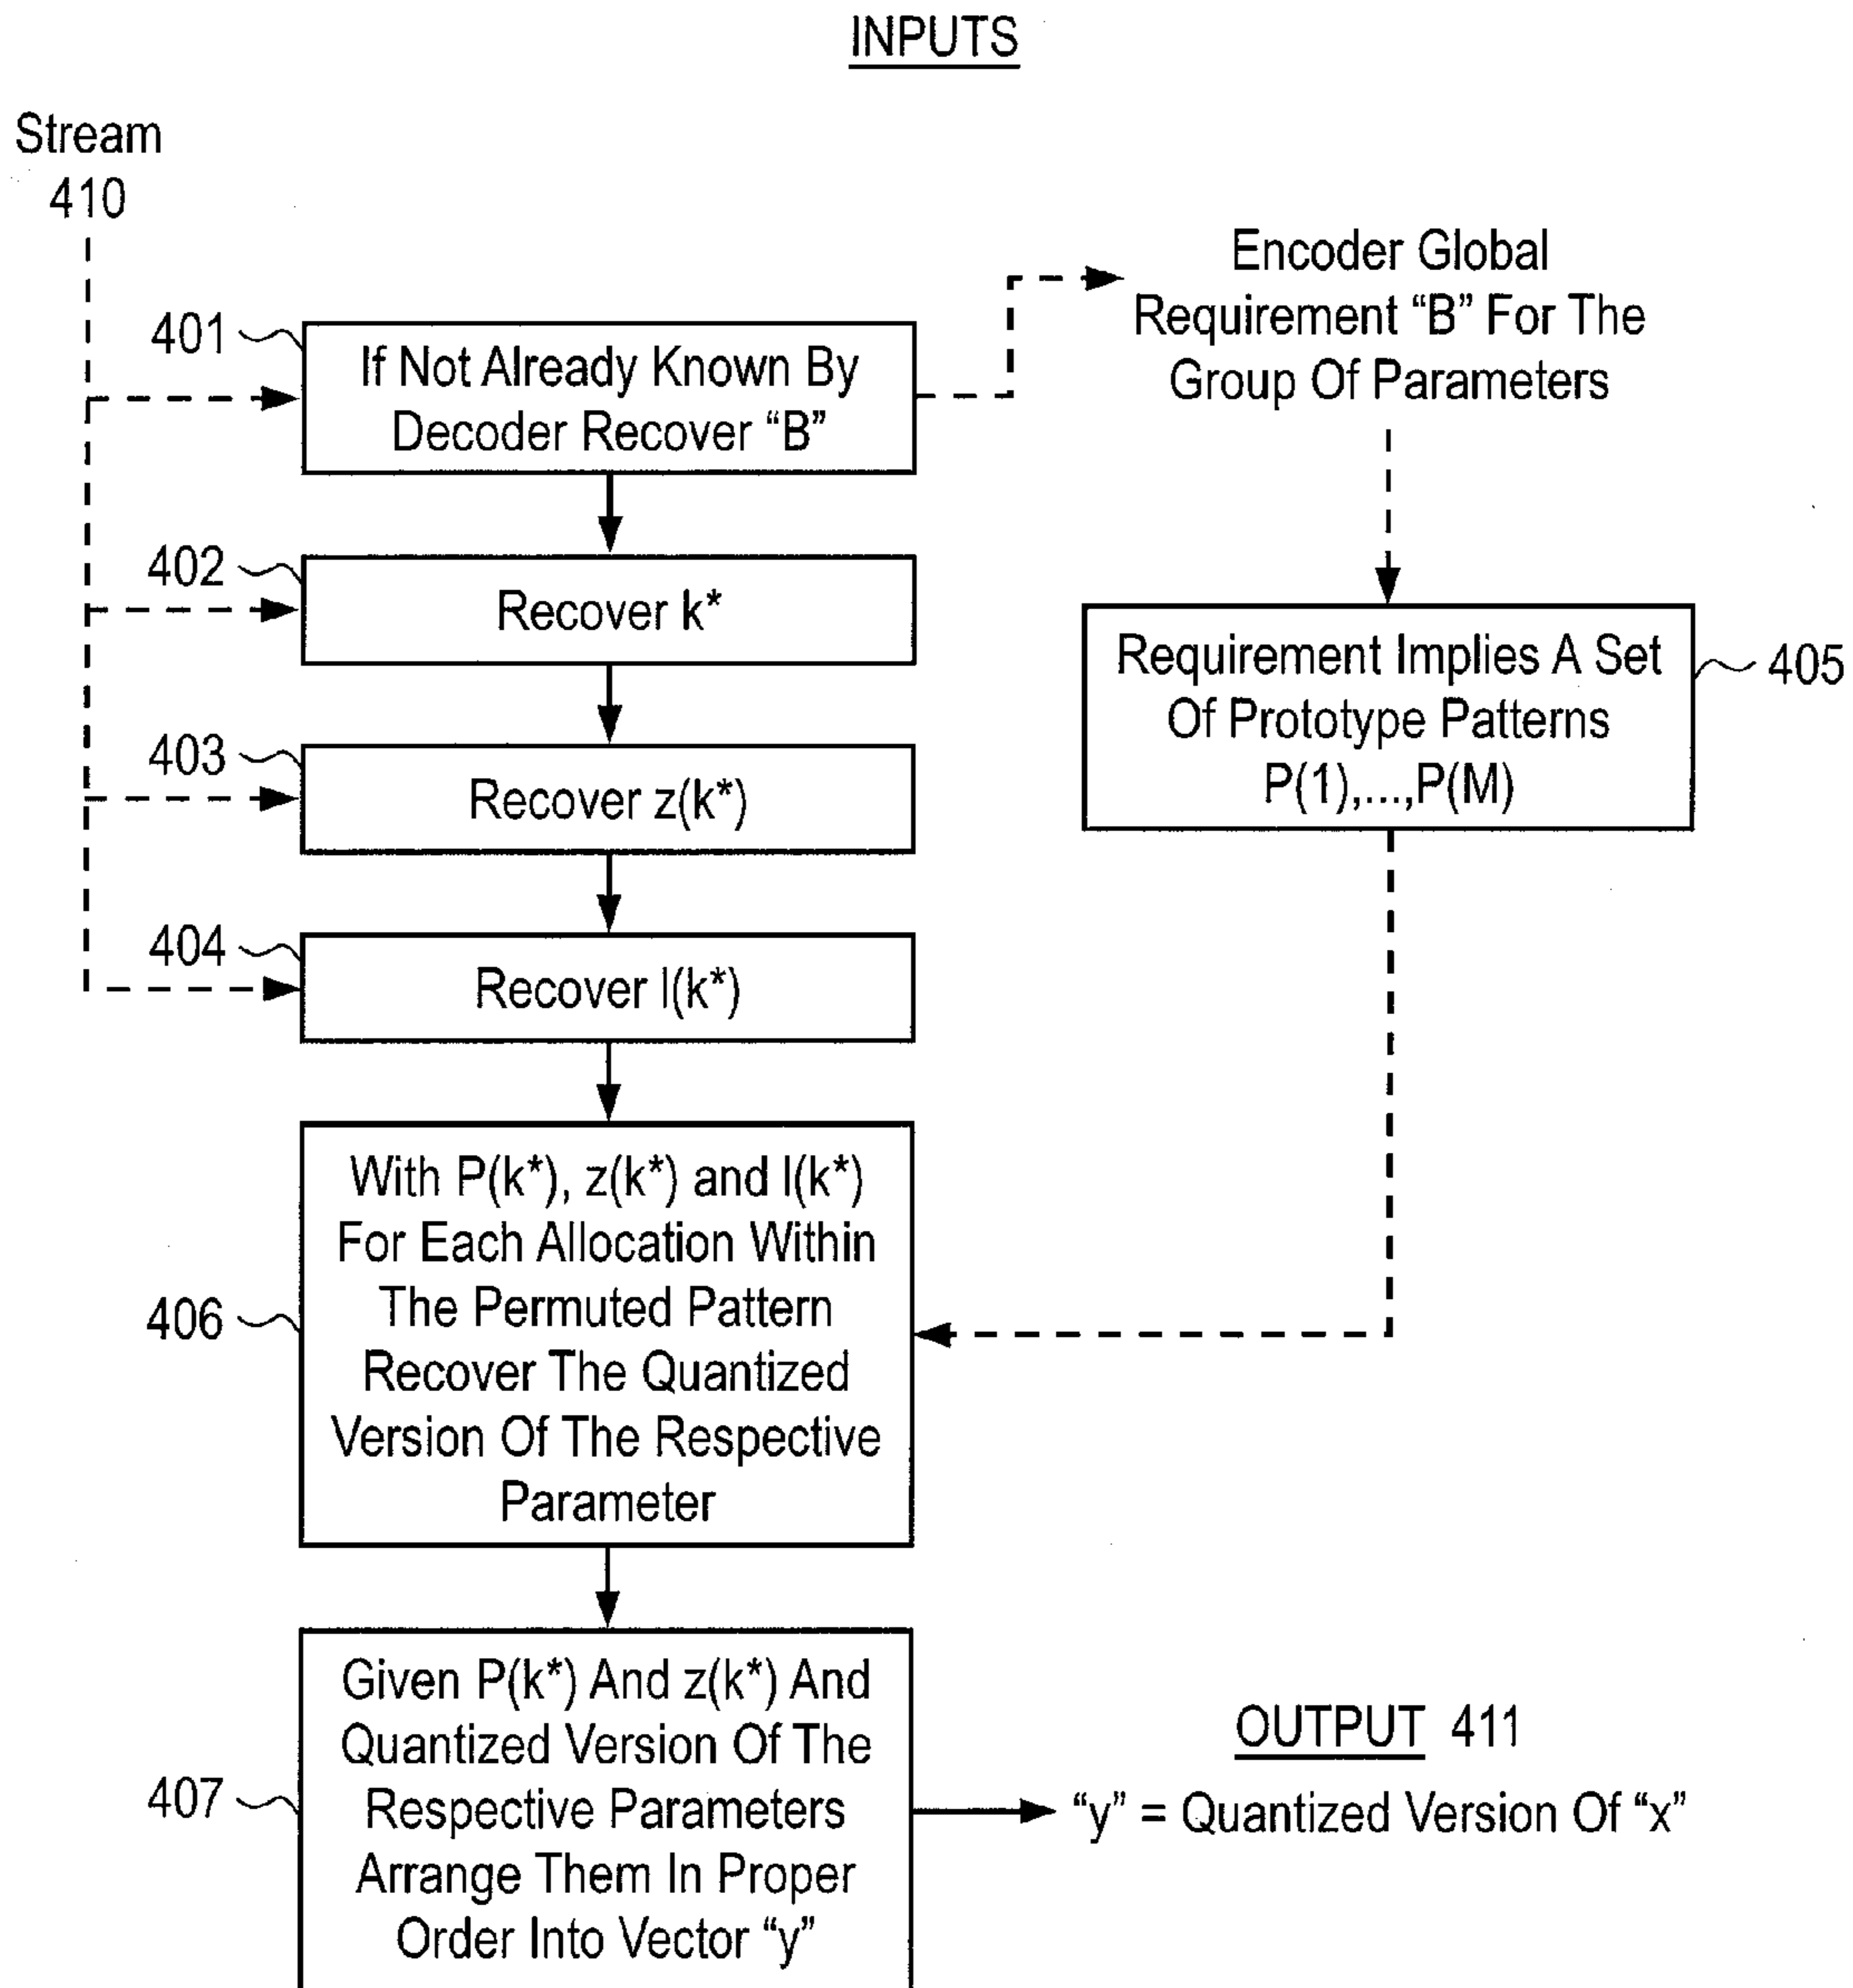 INPUTS
Stream
410
401
If Not Already Known By
Decoder Recover “B”
Encoder Global
Requirement “B” For The
Group Of Parameters
402
Recover k*
403
Recover z(k*)
404
Recover I(k*)
Requirement Implies A Set
Of Prototype Patterns
P(1),...,P(M)
405
406
With P(k*), z(k*) and I(k*)
For Each Allocation Within
The Permuted Pattern
Recover The Quantized
Version Of The Respective
Parameter
407
Given P(k*) And z(k*) And
Quantized Version Of The
Respective Parameters
Arrange Them In Proper
Order Into Vector “y”
OUTPUT 411
“y” = Quantized Version Of “x”